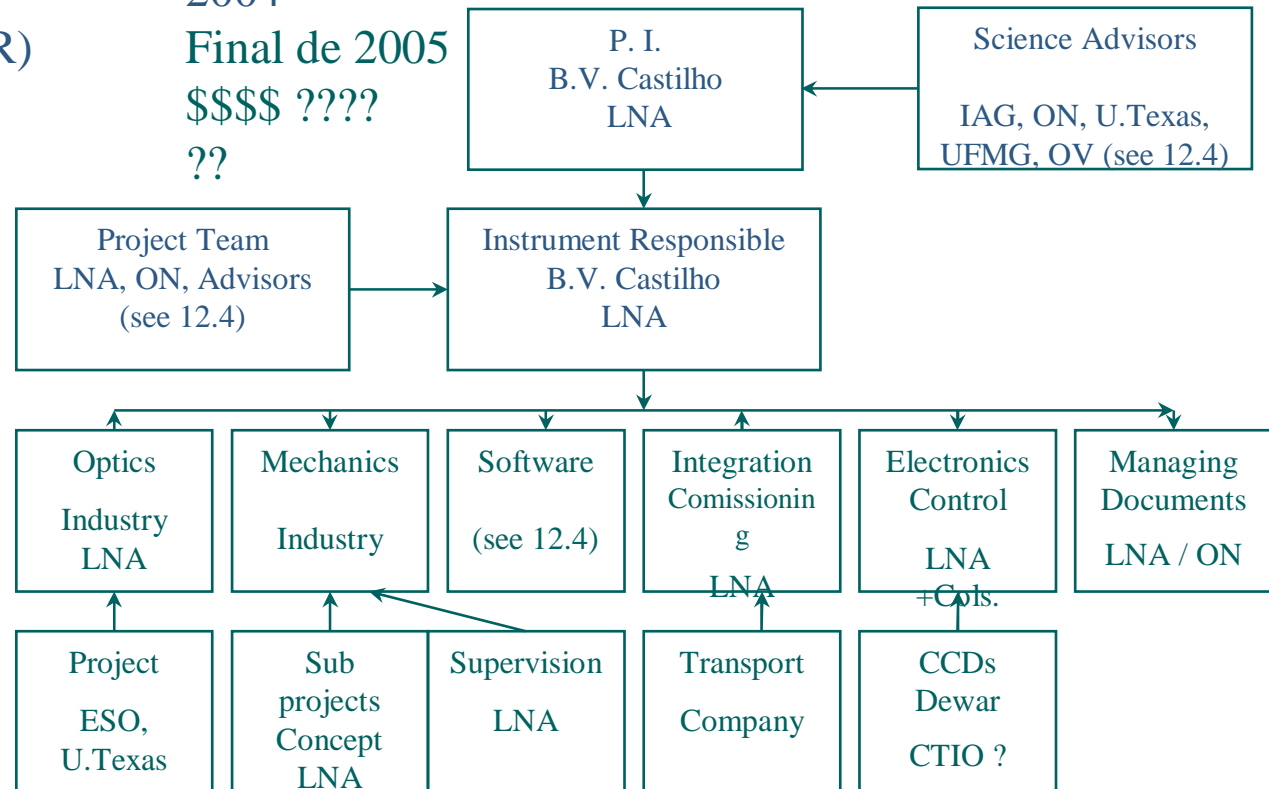 2004
R)
Final de 2005
$$$$ ????
??
P. I.
B.V. Castilho
LNA
Science Advisors
IAG, ON, U.Texas,
UFMG, OV (see 12.4)
Project Team
LNA, ON, Advisors
(see 12.4)
Instrument Responsible
B.V. Castilho
LNA
Optics
Industry
LNA
Mechanics
Industry
Software
(see 12.4)
Integration
Comissionin
g
LNA
Electronics
Control
LNA
+Cols.
Managing
Documents
LNA / ON
Project
ESO,
U.Texas
Sub
projects
Concept
LNA
Supervision
LNA
Transport
Company
CCDs
Dewar
CTIO ?